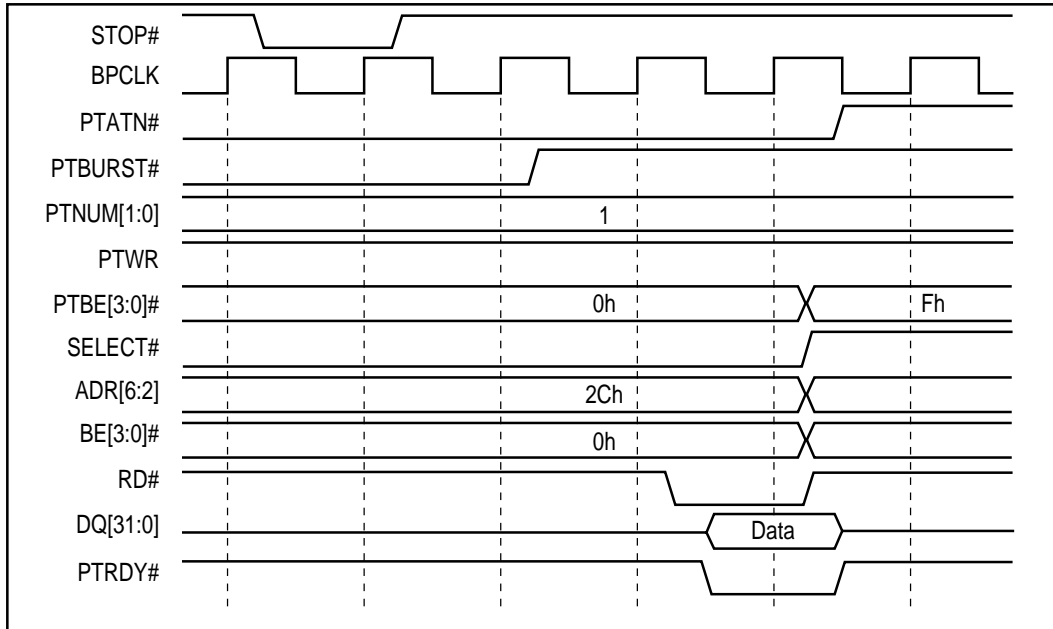 STOP#
BPCLK
PTATN#
PTBURST#
PTNUM[1:0] 1
PTWR
PTBE[3:0]# 0h Fh
SELECT#
ADR[6:2] 2Ch
BE[3:0]# 0h
RD#
DQ[31:0] Data
PTRDY#